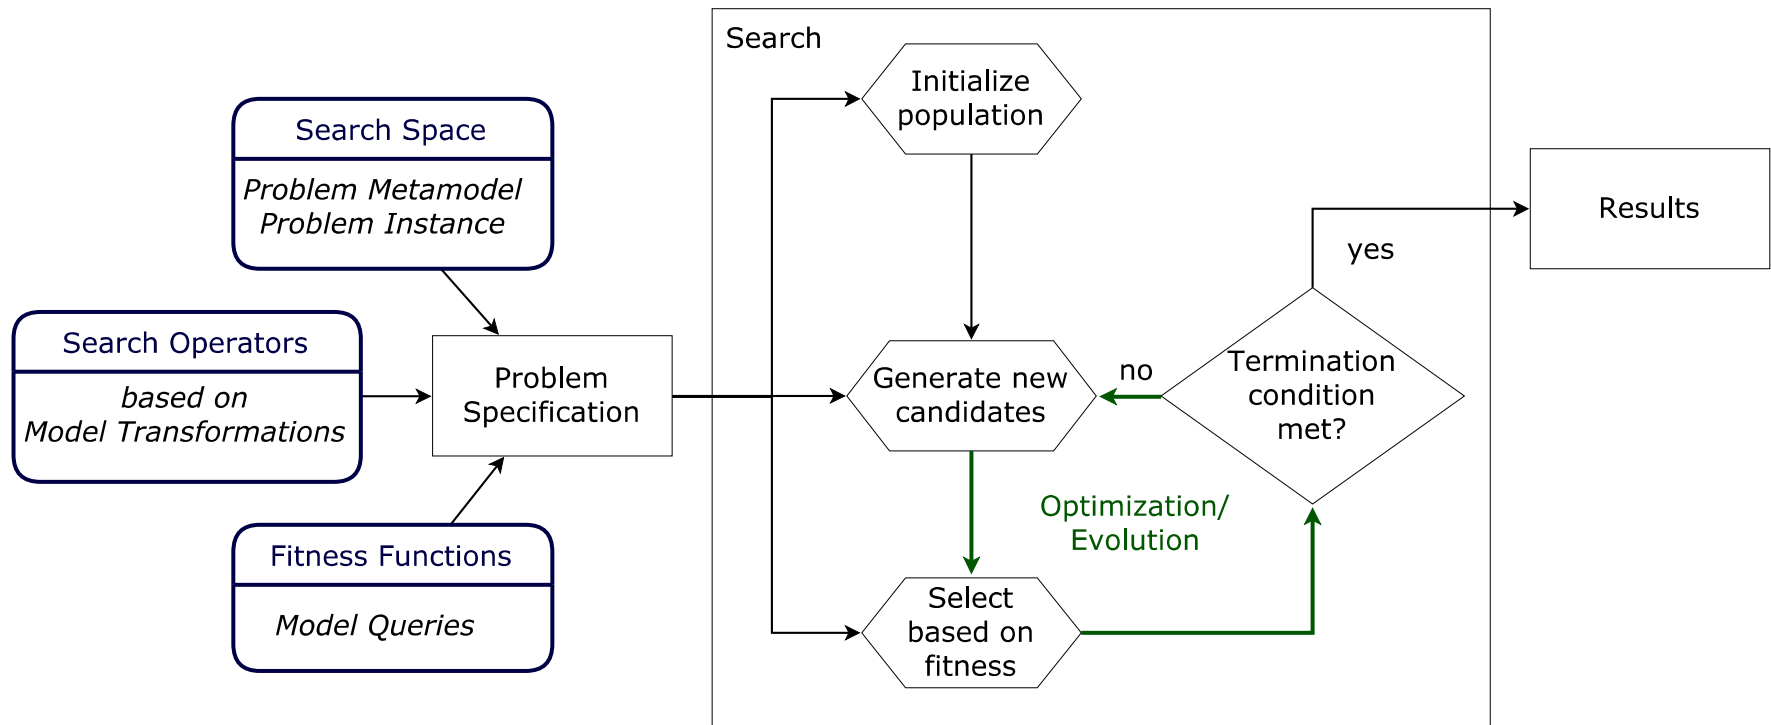 Search
Initialize
population
Search Space
Problem Metamodel
Problem Instance
Results
yes
Search Operators
based on
Model Transformations
Problem
Specification
Generate new
candidates
no
Termination
condition
met?
Optimization/
Evolution
Fitness Functions
Model Queries
Select
based on
fitness